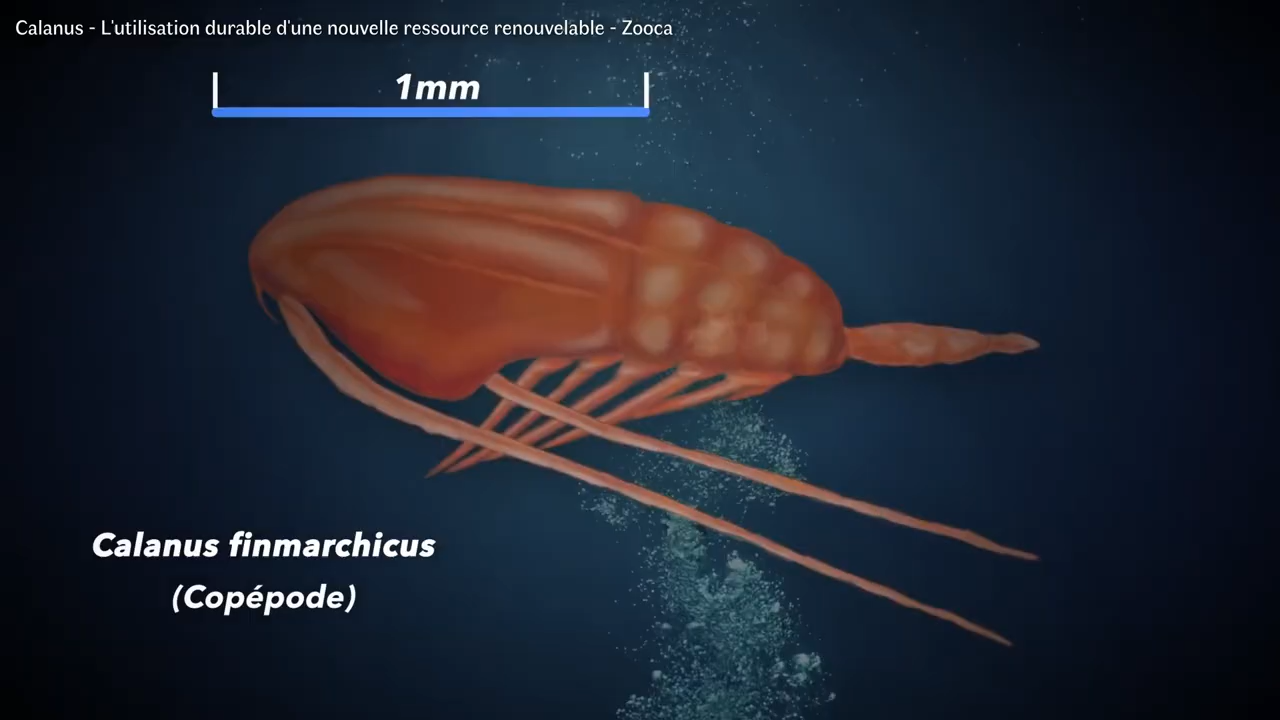 Calanus - L'utilisation durable d'une nouvelle ressource renouvelable - Zooca
1mm
Calanus finmarchicus
(Copépode)